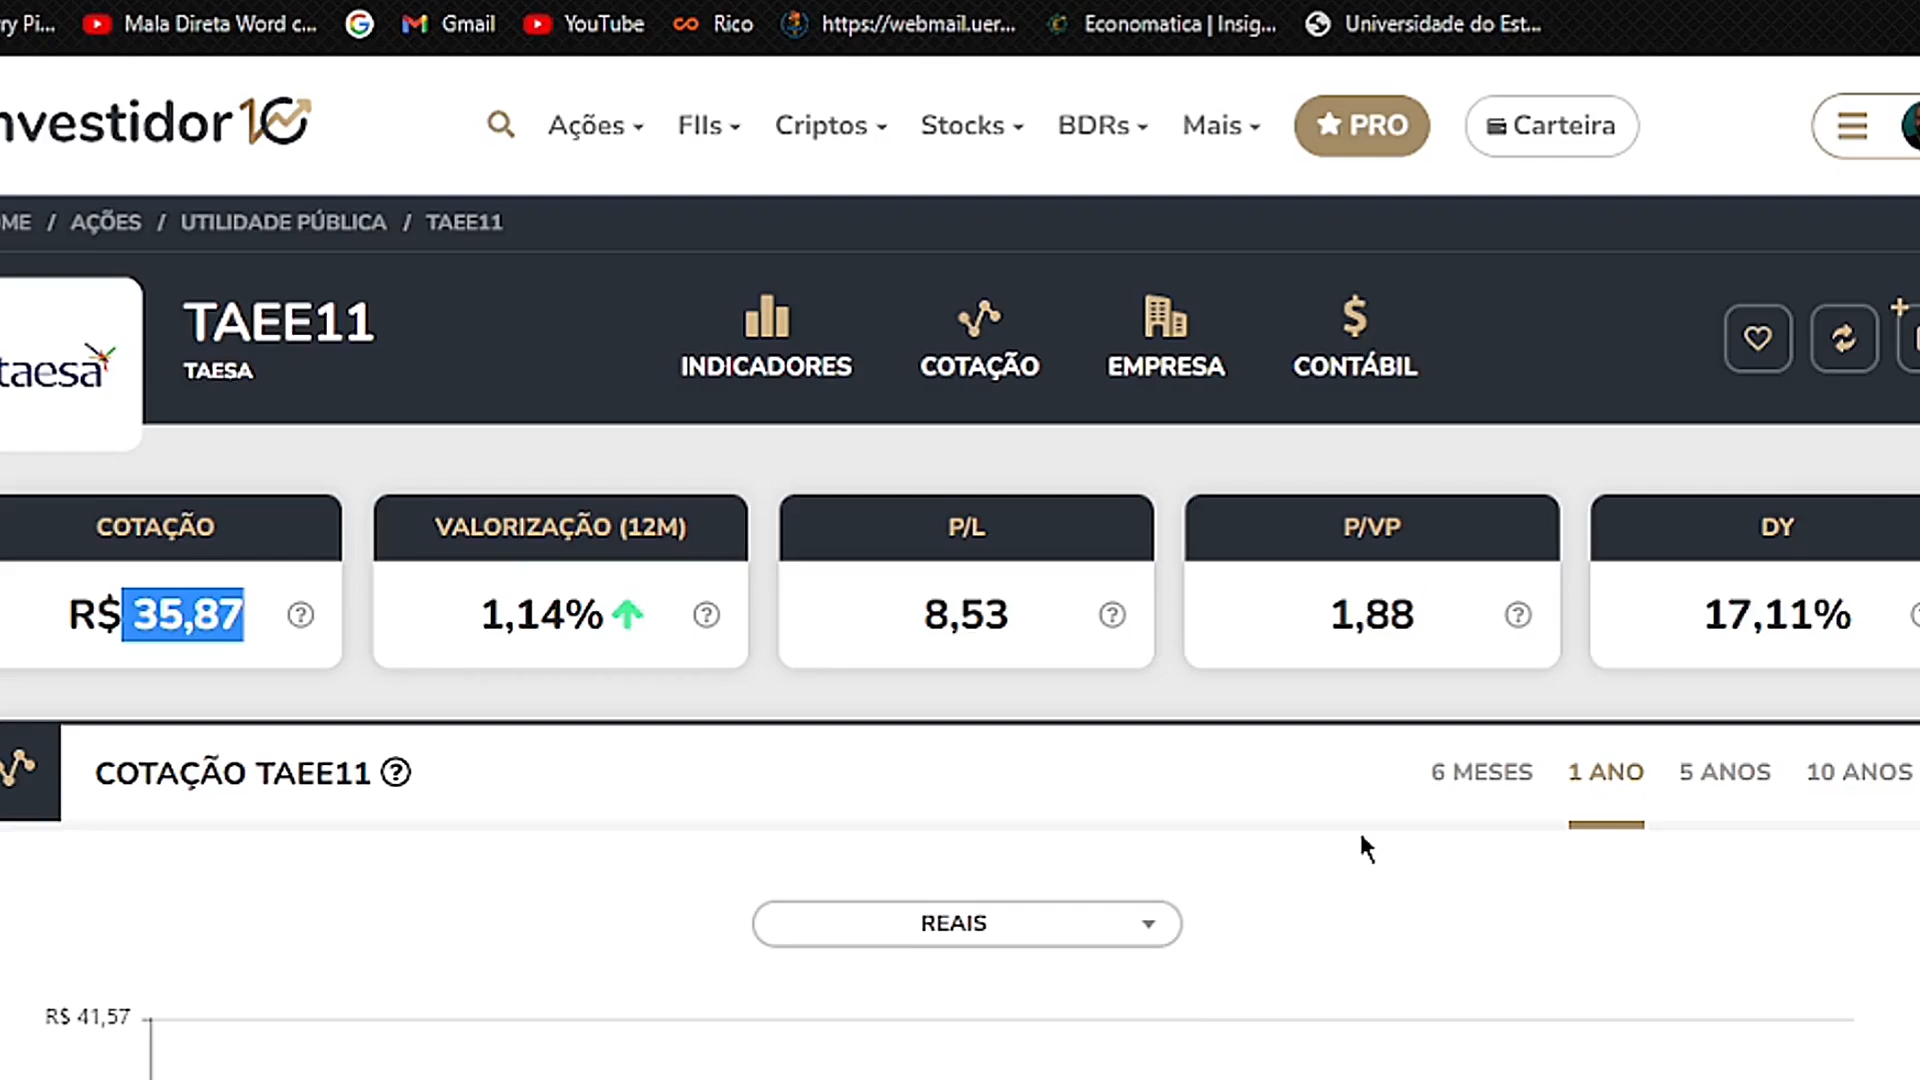 ry Pi... Mala Direta Word c... Gmail YouTube Rico https://webmail.uer... Economatica | Insig... Universidade do Est...
nvestidor 10 Ações FIIs Criptos Stocks BDRs Mais PRO Carteira
OME / AÇÕES / UTILIDADE PÚBLICA / TAEE11
taesa
TAEE11
TAESA
INDICADORES COTAÇÃO EMPRESA CONTÁBIL
COTAÇÃO VALORIZAÇÃO (12M) P/L P/VP DY
R$ 35,87 1,14% 8,53 1,88 17,11%
COTAÇÃO TAEE11 6 MESES 1 ANO 5 ANOS 10 ANOS
REAIS
R$ 41,57